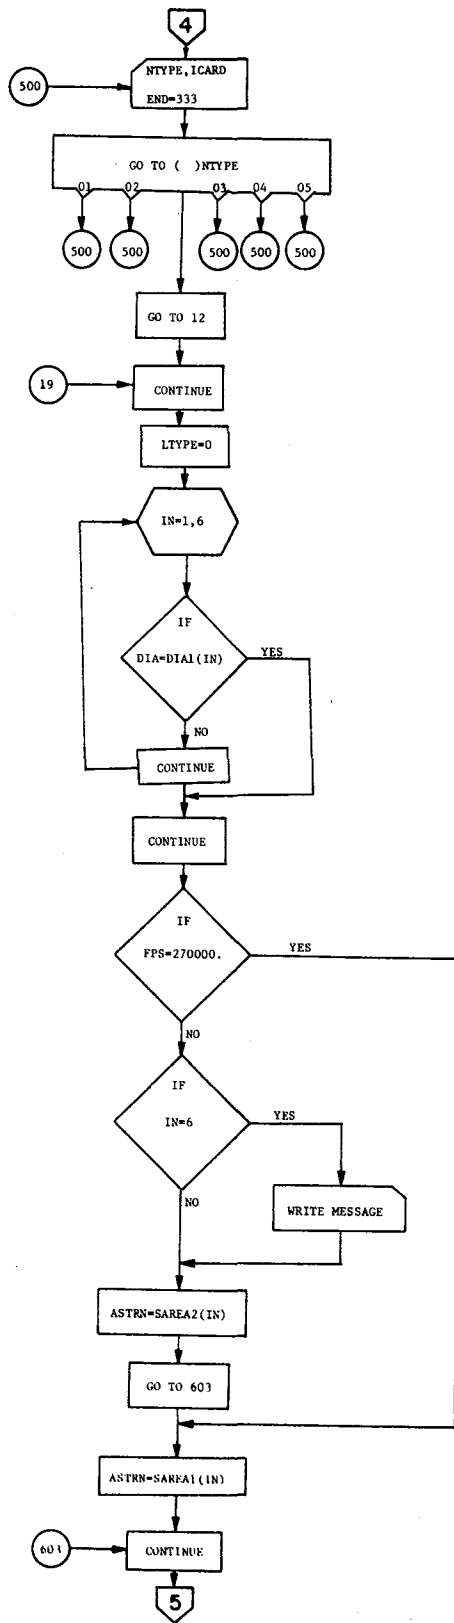 4
500
NTYPE,ICARD
END=333
GO TO ( )NTYPE
01 02 03 04 05
500 500 500 500 500
GO TO 12
19
CONTINUE
LTYPE=0
IN=1,6
IF
DIA=DIA1(IN)
YES
NO
CONTINUE
CONTINUE
IF
FPS=270000.
YES
NO
IF
IN=6
YES
NO
WRITE MESSAGE
ASTRN=SAREA2(IN)
GO TO 603
ASTRN=SAREA1(IN)
603
CONTINUE
5